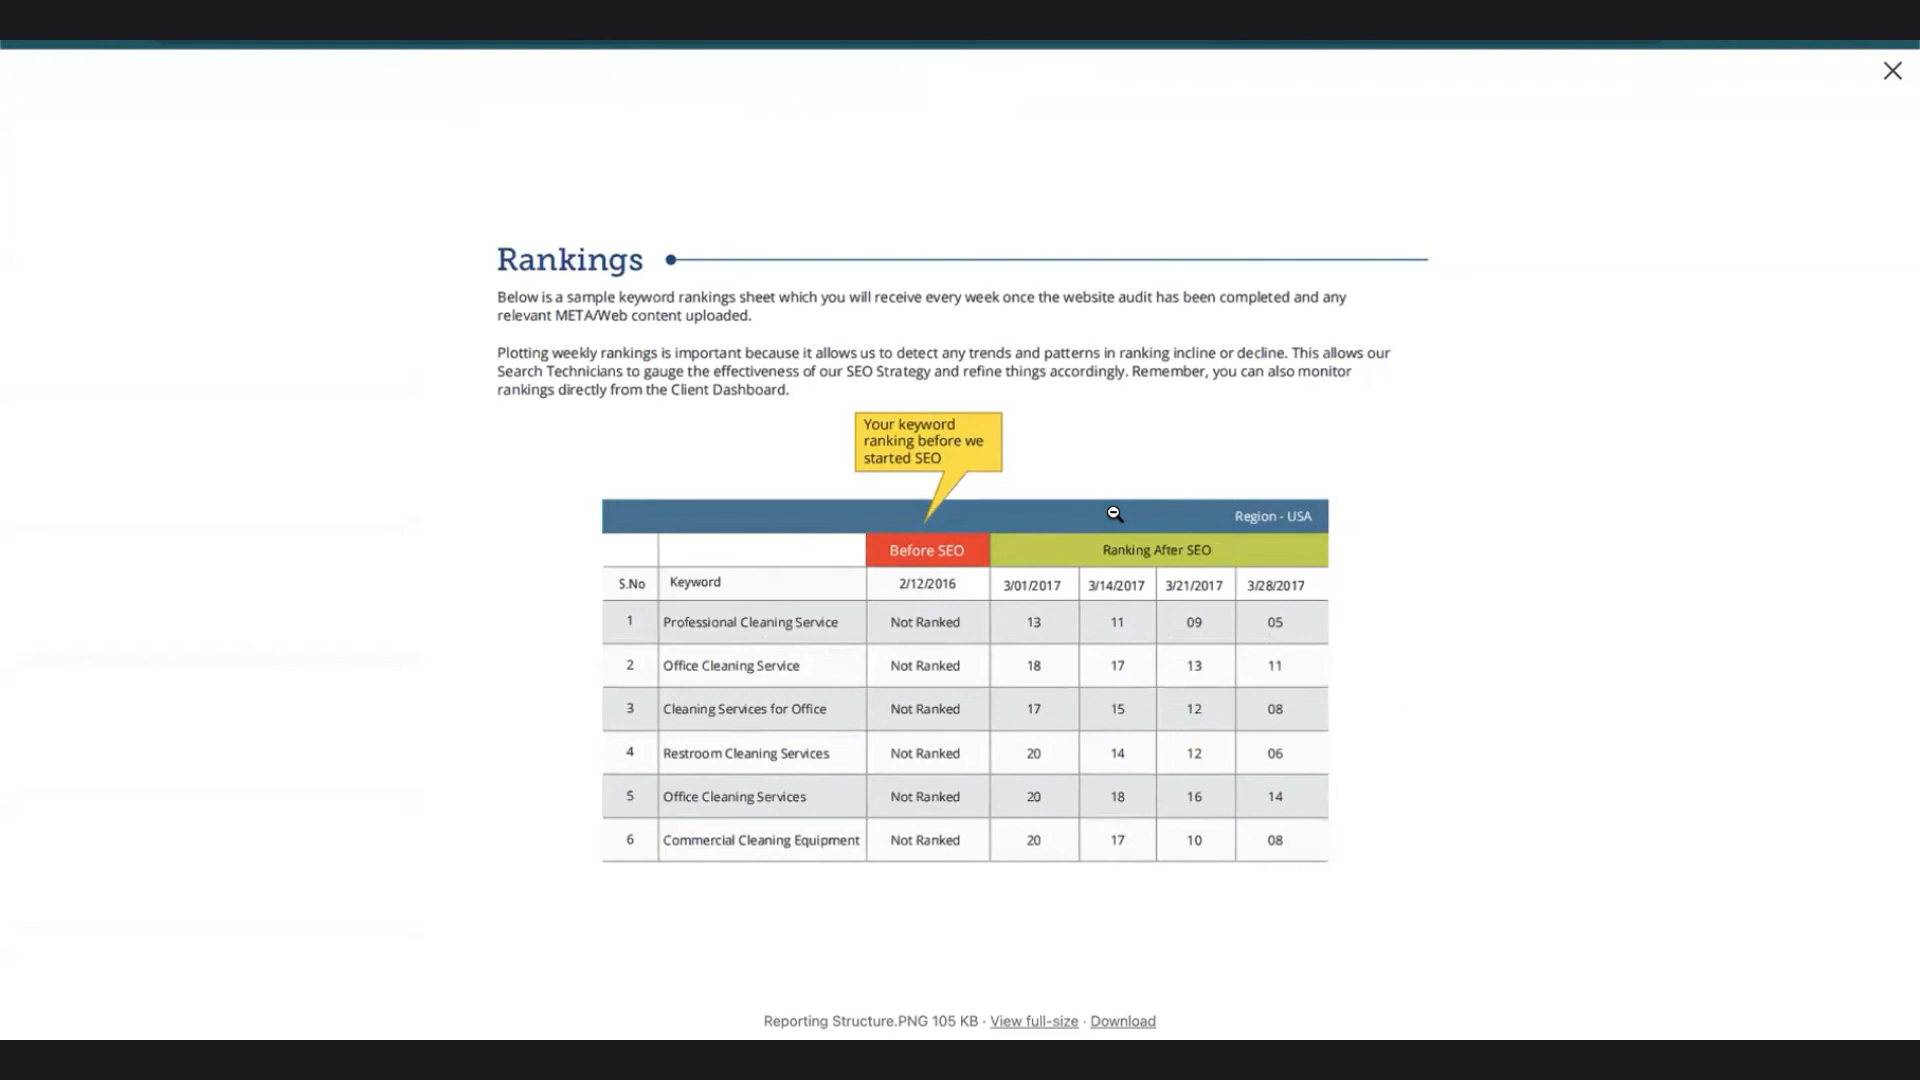 Rankings
Below is a sample keyword rankings sheet which you will receive every week once the website audit has been completed and any
relevant META/Web content uploaded.
Plotting weekly rankings is important because it allows us to detect any trends and patterns in ranking incline or decline. This allows our
Search Technicians to gauge the effectiveness of our SEO Strategy and refine things accordingly. Remember, you can also monitor
rankings directly from the Client Dashboard.
Your keyword
ranking before we
started SEO
Region - USA
Before SEO Ranking After SEO
S.No Keyword 2/12/2016 3/01/2017 3/14/2017 3/21/2017 3/28/2017
1 Professional Cleaning Service Not Ranked 13 11 09 05
2 Office Cleaning Service Not Ranked 18 17 13 11
3 Cleaning Services for Office Not Ranked 17 15 12 08
4 Restroom Cleaning Services Not Ranked 20 14 12 06
5 Office Cleaning Services Not Ranked 20 18 16 14
6 Commercial Cleaning Equipment Not Ranked 20 17 10 08
Reporting Structure.PNG 105 KB · View full-size · Download